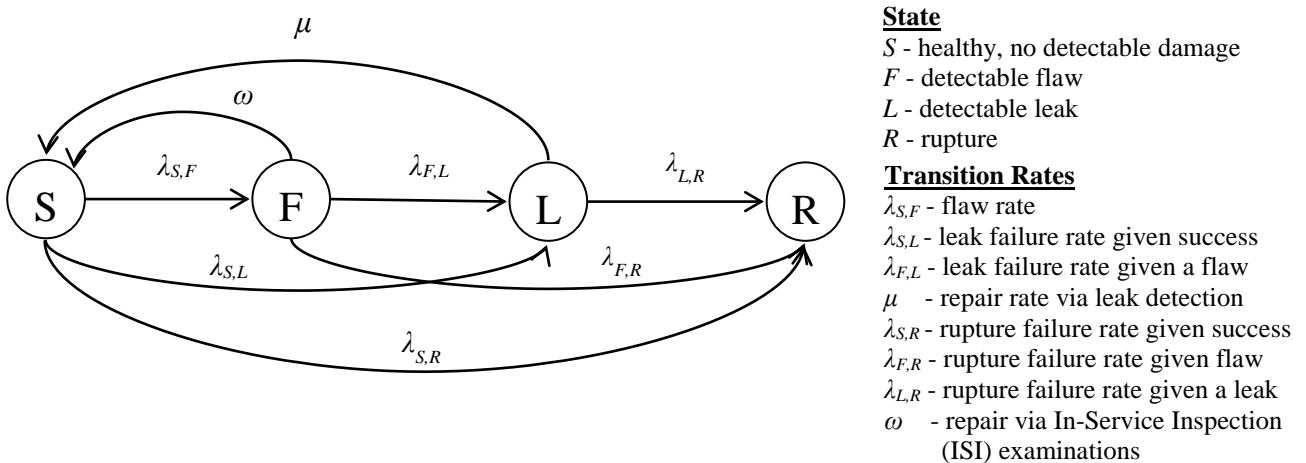 μ
ω
λS,F
λF,L
λL,R
S
F
L
R
λS,L
λF,R
λS,R
State
S - healthy, no detectable damage
F - detectable flaw
L - detectable leak
R - rupture
Transition Rates
λS,F - flaw rate
λS,L - leak failure rate given success
λF,L - leak failure rate given a flaw
μ - repair rate via leak detection
λS,R - rupture failure rate given success
λF,R - rupture failure rate given flaw
λL,R - rupture failure rate given a leak
ω - repair via In-Service Inspection
(ISI) examinations